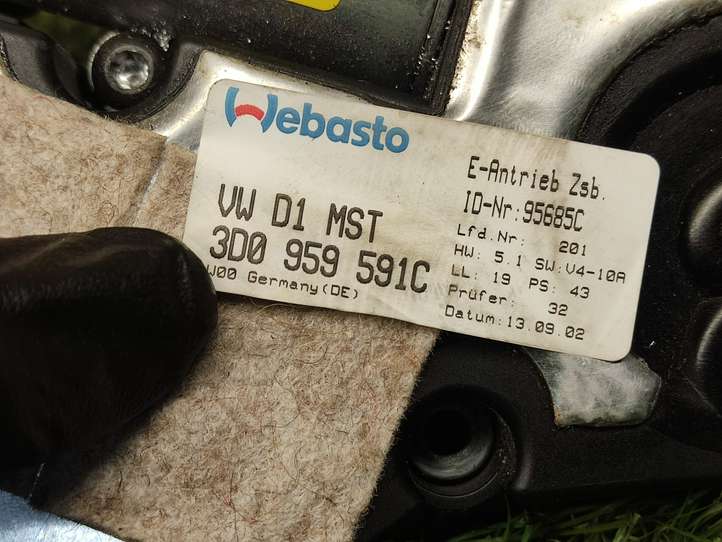 Webasto
VW D1 MST
3D0 959 591C
W00 Germany(DE)
E-Antrieb Zsb.
ID-Nr:95685C
Lfd.Nr: 201
HW: 5.1 SW:V4-10A
LL: 19 PS: 43
Prüfer: 32
Datum:13.09.02